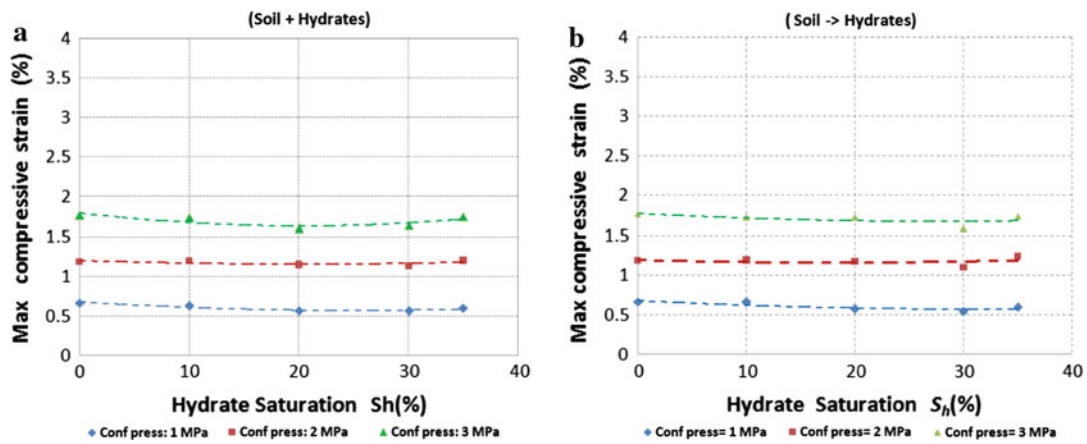 (Soil + Hydrates)
a
Max compressive strain (%)
4
3.5
3
2.5
2
1.5
1
0.5
0
0 10 20 30 40
Hydrate Saturation Sh(%)
Conf press: 1 MPa Conf press: 2 MPa Conf press: 3 MPa
( Soil -> Hydrates)
b
Max compressive strain (%)
4
3.5
3
2.5
2
1.5
1
0.5
0
0 10 20 30 40
Hydrate Saturation Sh(%)
Conf press= 1 MPa Conf press= 2 MPa Conf press= 3 MPa